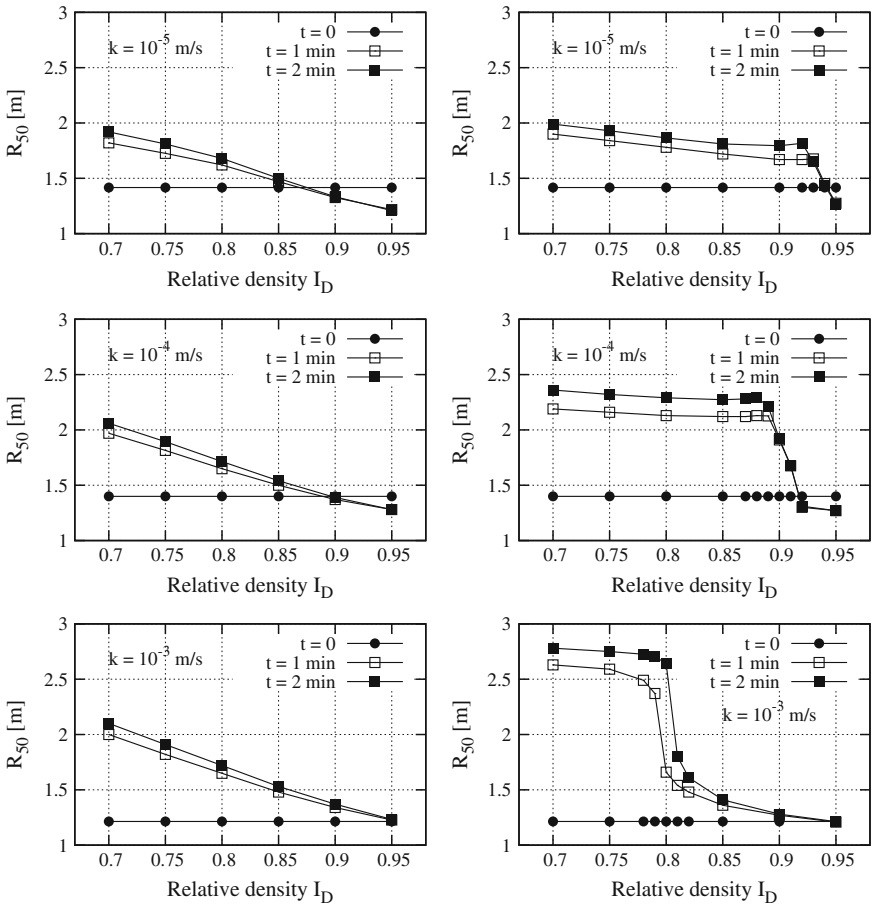 3
2.5
2
1.5
1
R50 [m]
k = 10-5 m/s
t = 0
t = 1 min
t = 2 min
0.7 0.75 0.8 0.85 0.9 0.95
Relative density ID
3
2.5
2
1.5
1
R50 [m]
k = 10-5 m/s
t = 0
t = 1 min
t = 2 min
0.7 0.75 0.8 0.85 0.9 0.95
Relative density ID
3
2.5
2
1.5
1
R50 [m]
k = 10-4 m/s
t = 0
t = 1 min
t = 2 min
0.7 0.75 0.8 0.85 0.9 0.95
Relative density ID
3
2.5
2
1.5
1
R50 [m]
k = 10-4 m/s
t = 0
t = 1 min
t = 2 min
0.7 0.75 0.8 0.85 0.9 0.95
Relative density ID
3
2.5
2
1.5
1
R50 [m]
k = 10-3 m/s
t = 0
t = 1 min
t = 2 min
0.7 0.75 0.8 0.85 0.9 0.95
Relative density ID
3
2.5
2
1.5
1
R50 [m]
t = 0
t = 1 min
t = 2 min
k = 10-3 m/s
0.7 0.75 0.8 0.85 0.9 0.95
Relative density ID